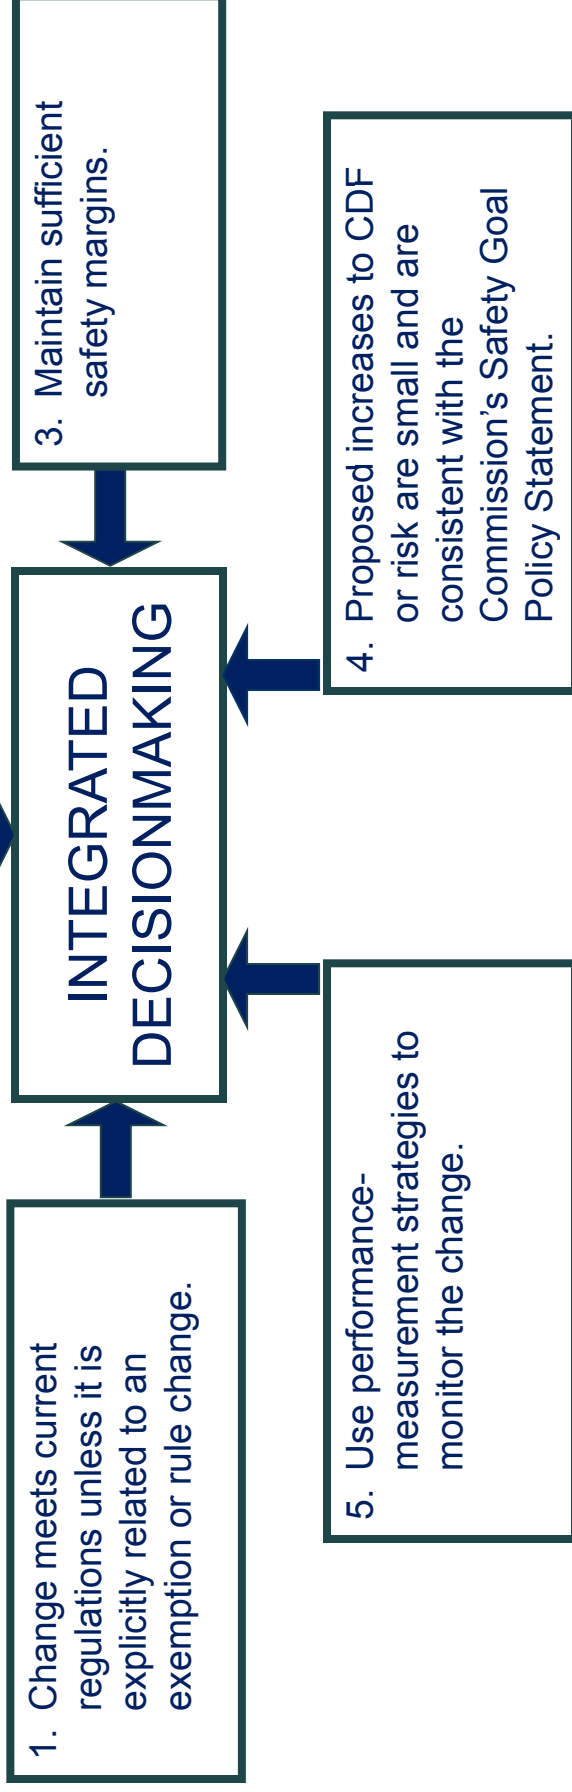 1. Change meets current
regulations unless it is
explicitly related to an
exemption or rule change.
INTEGRATED
DECISIONMAKING
3. Maintain sufficient
safety margins.
5. Use performance-
measurement strategies to
monitor the change.
4. Proposed increases to CDF
or risk are small and are
consistent with the
Commission's Safety Goal
Policy Statement.